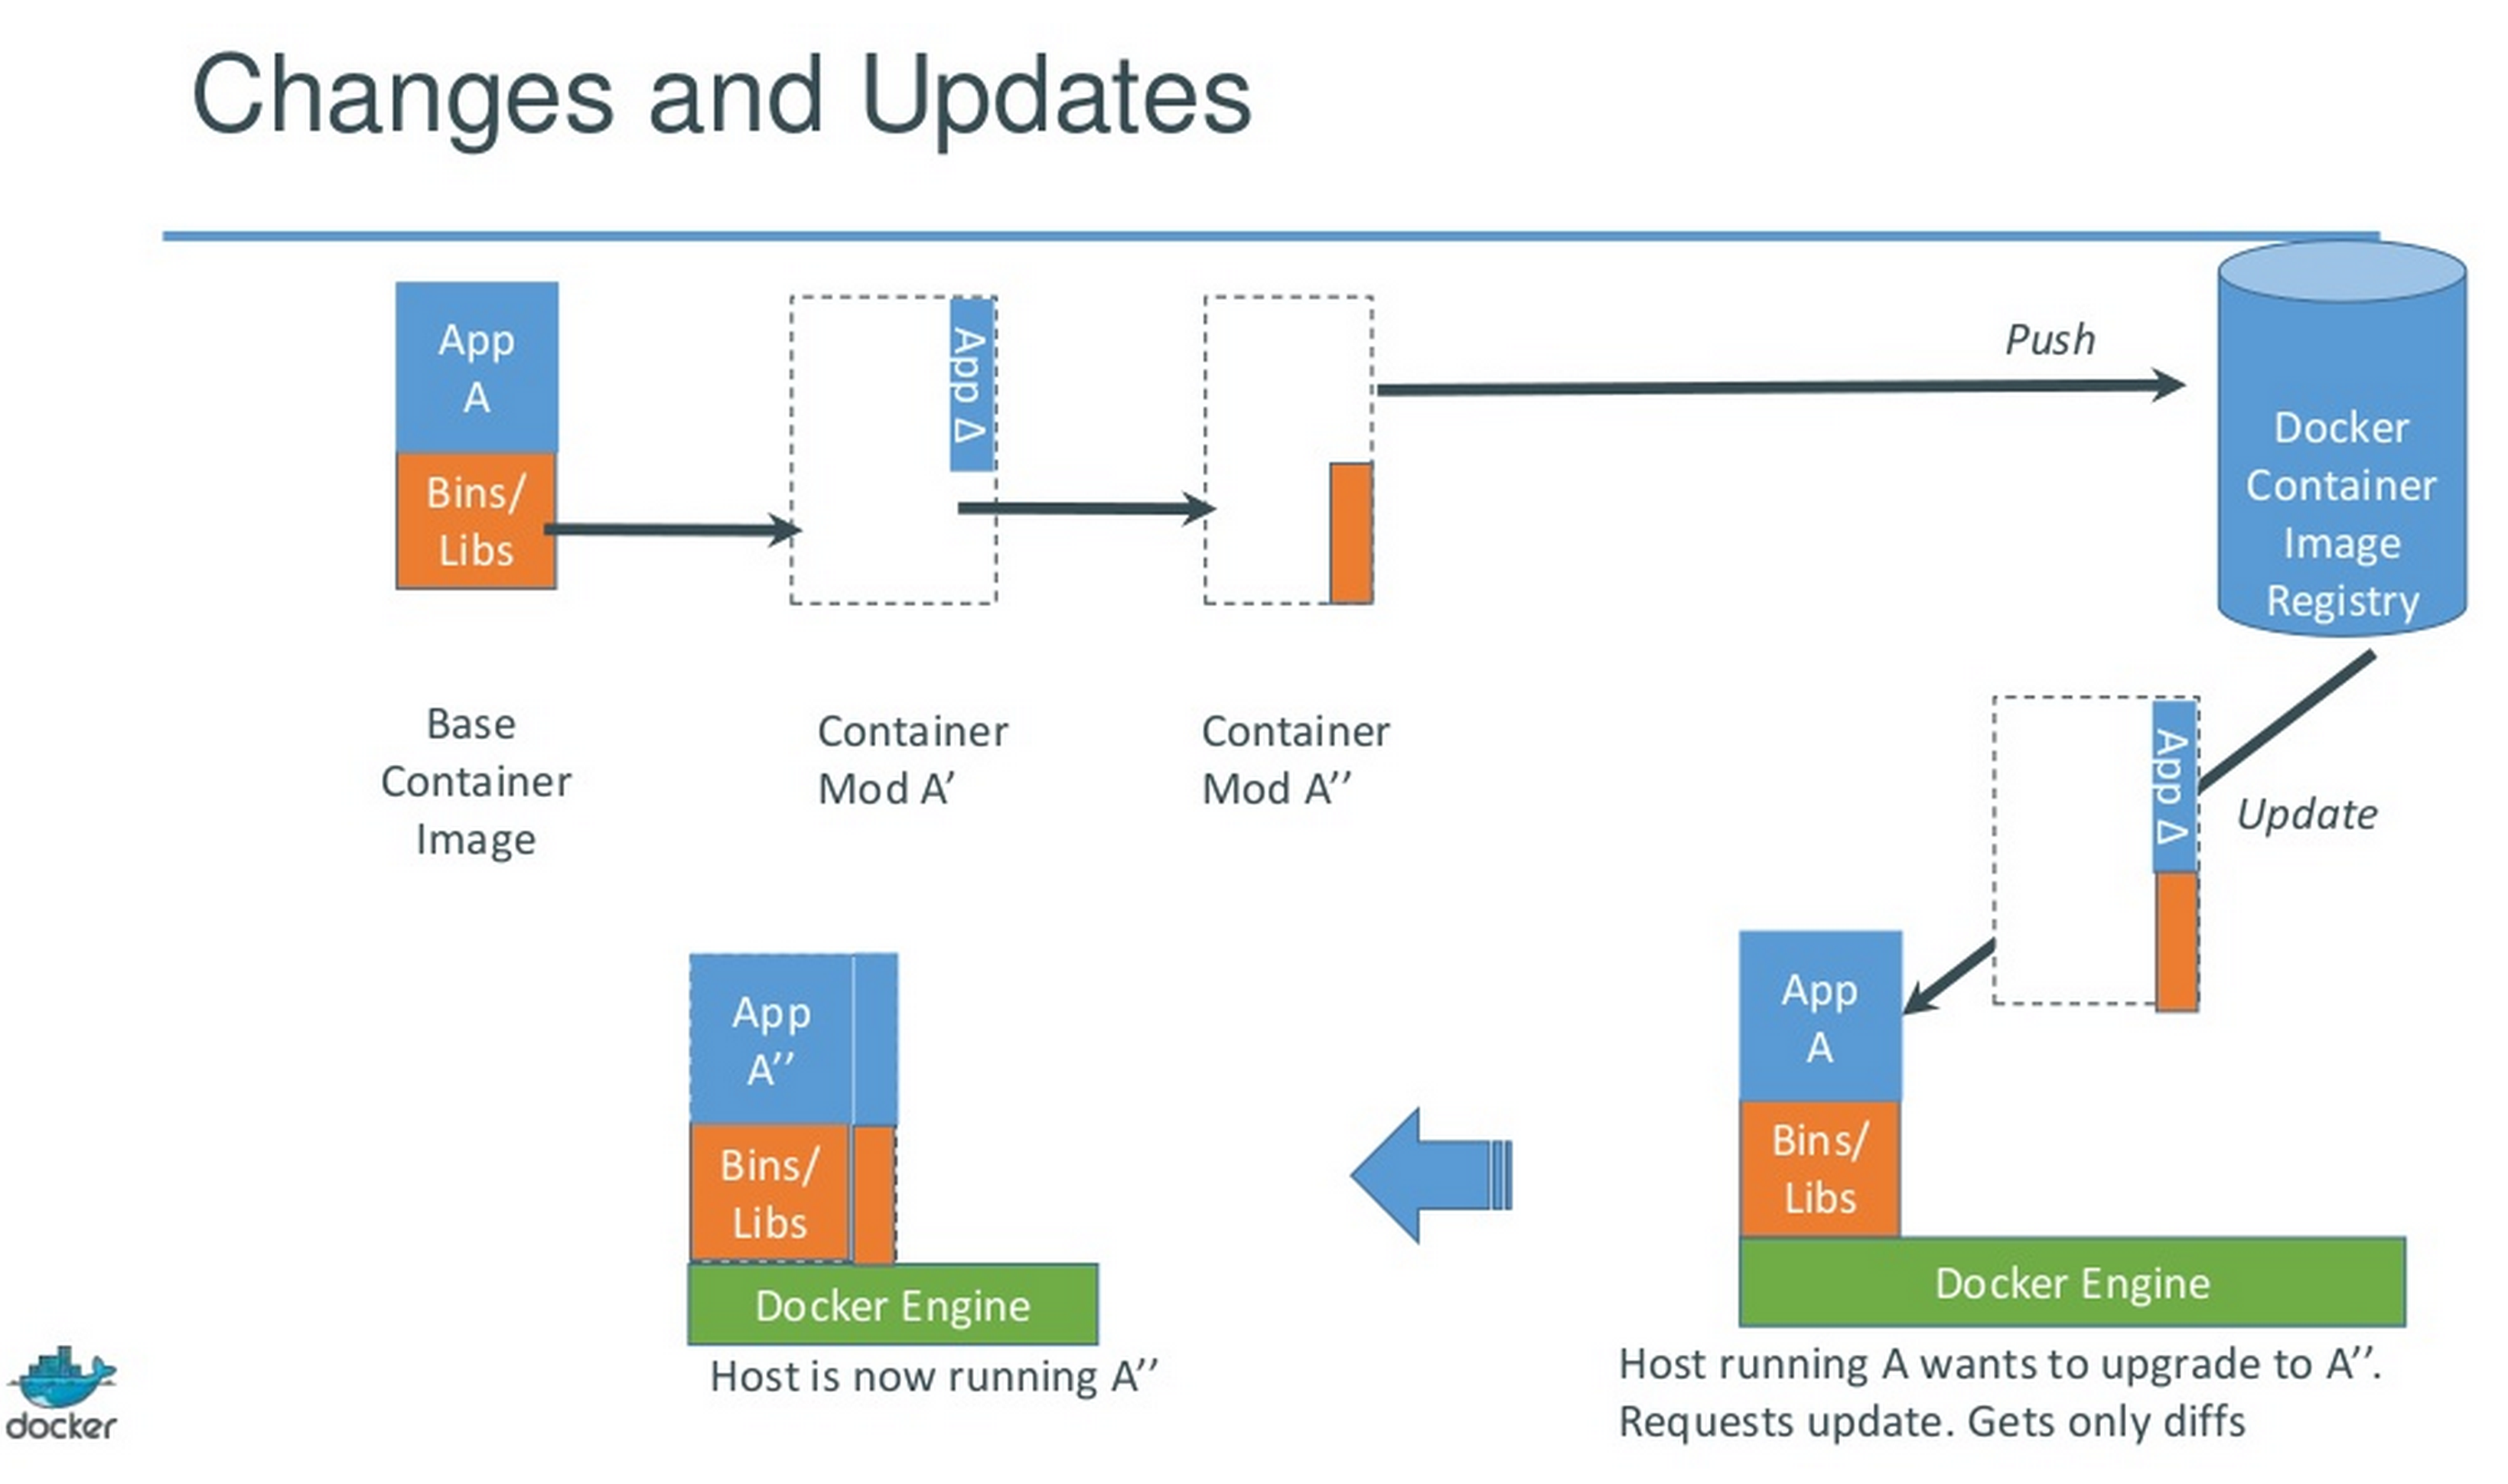 Changes and Updates
App
A
Bins/
Libs
App Δ
Push
Docker
Container
Image
Registry
Base
Container
Image
Container
Mod A’
Container
Mod A’’
App Δ
Update
App
A’’
Bins/
Libs
Docker Engine
Host is now running A’’
App
A
Bins/
Libs
Docker Engine
Host running A wants to upgrade to A’’.
Requests update. Gets only diffs
docker